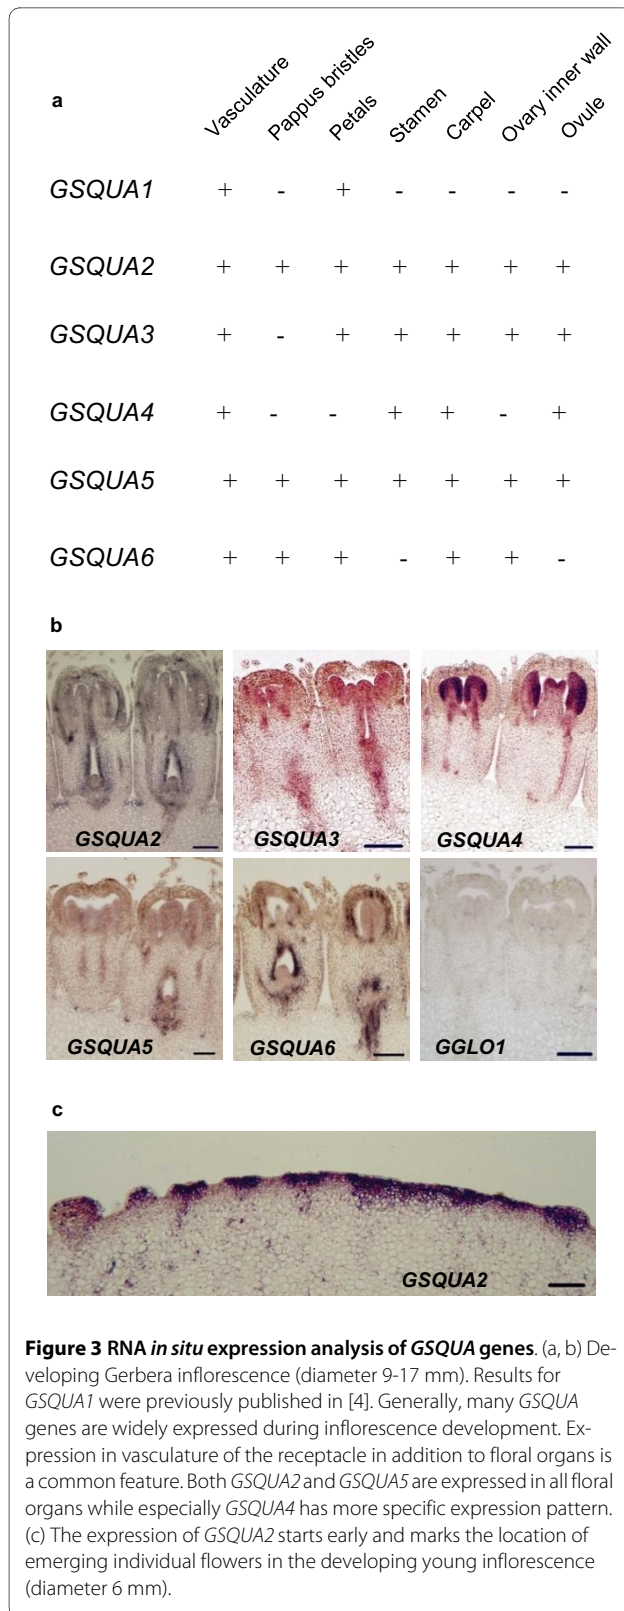 a
Vasculature Pappus bristles Petals Stamen Carpel Ovary inner wall Ovule
GSQUA1 + - + - - - -
GSQUA2 + + + + + + +
GSQUA3 + - + + + + +
GSQUA4 + - - + + - +
GSQUA5 + + + + + + +
GSQUA6 + + + - + + -
b
GSQUA2 GSQUA3 GSQUA4
GSQUA5 GSQUA6 GGLO1
c
GSQUA2
Figure 3 RNA in situ expression analysis of GSQUA genes. (a, b) De-
veloping Gerbera inflorescence (diameter 9-17 mm). Results for
GSQUA1 were previously published in [4]. Generally, many GSQUA
genes are widely expressed during inflorescence development. Ex-
pression in vasculature of the receptacle in addition to floral organs is
a common feature. Both GSQUA2 and GSQUA5 are expressed in all floral
organs while especially GSQUA4 has more specific expression pattern.
(c) The expression of GSQUA2 starts early and marks the location of
emerging individual flowers in the developing young inflorescence
(diameter 6 mm).